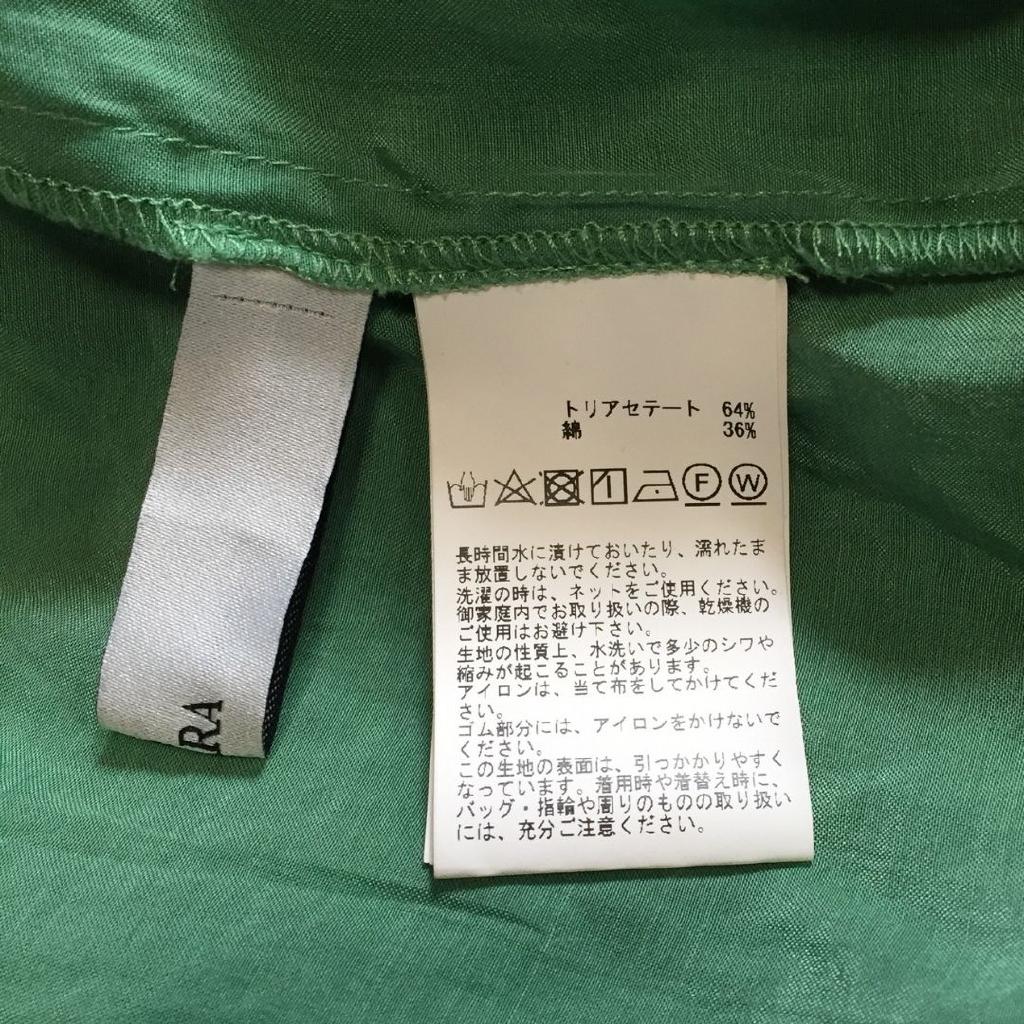 RA
トリアセテート 64%
綿 36%
F W
長時間水に漬けておいたり、濡れたま
ま放置しないでください。
洗濯の時は、ネットをご使用ください。
御家庭内でお取り扱いの際、乾燥機の
ご使用はお避け下さい。
生地の性質上、水洗いで多少のシワや
縮みが起こることがあります。
アイロンは、当て布をしてかけてくだ
さい。
ゴム部分には、アイロンをかけないで
ください。
この生地の表面は、引っかかりやすく
なっています。着用時や着替え時に、
バッグ・指輪や周りのものの取り扱い
には、充分ご注意ください。